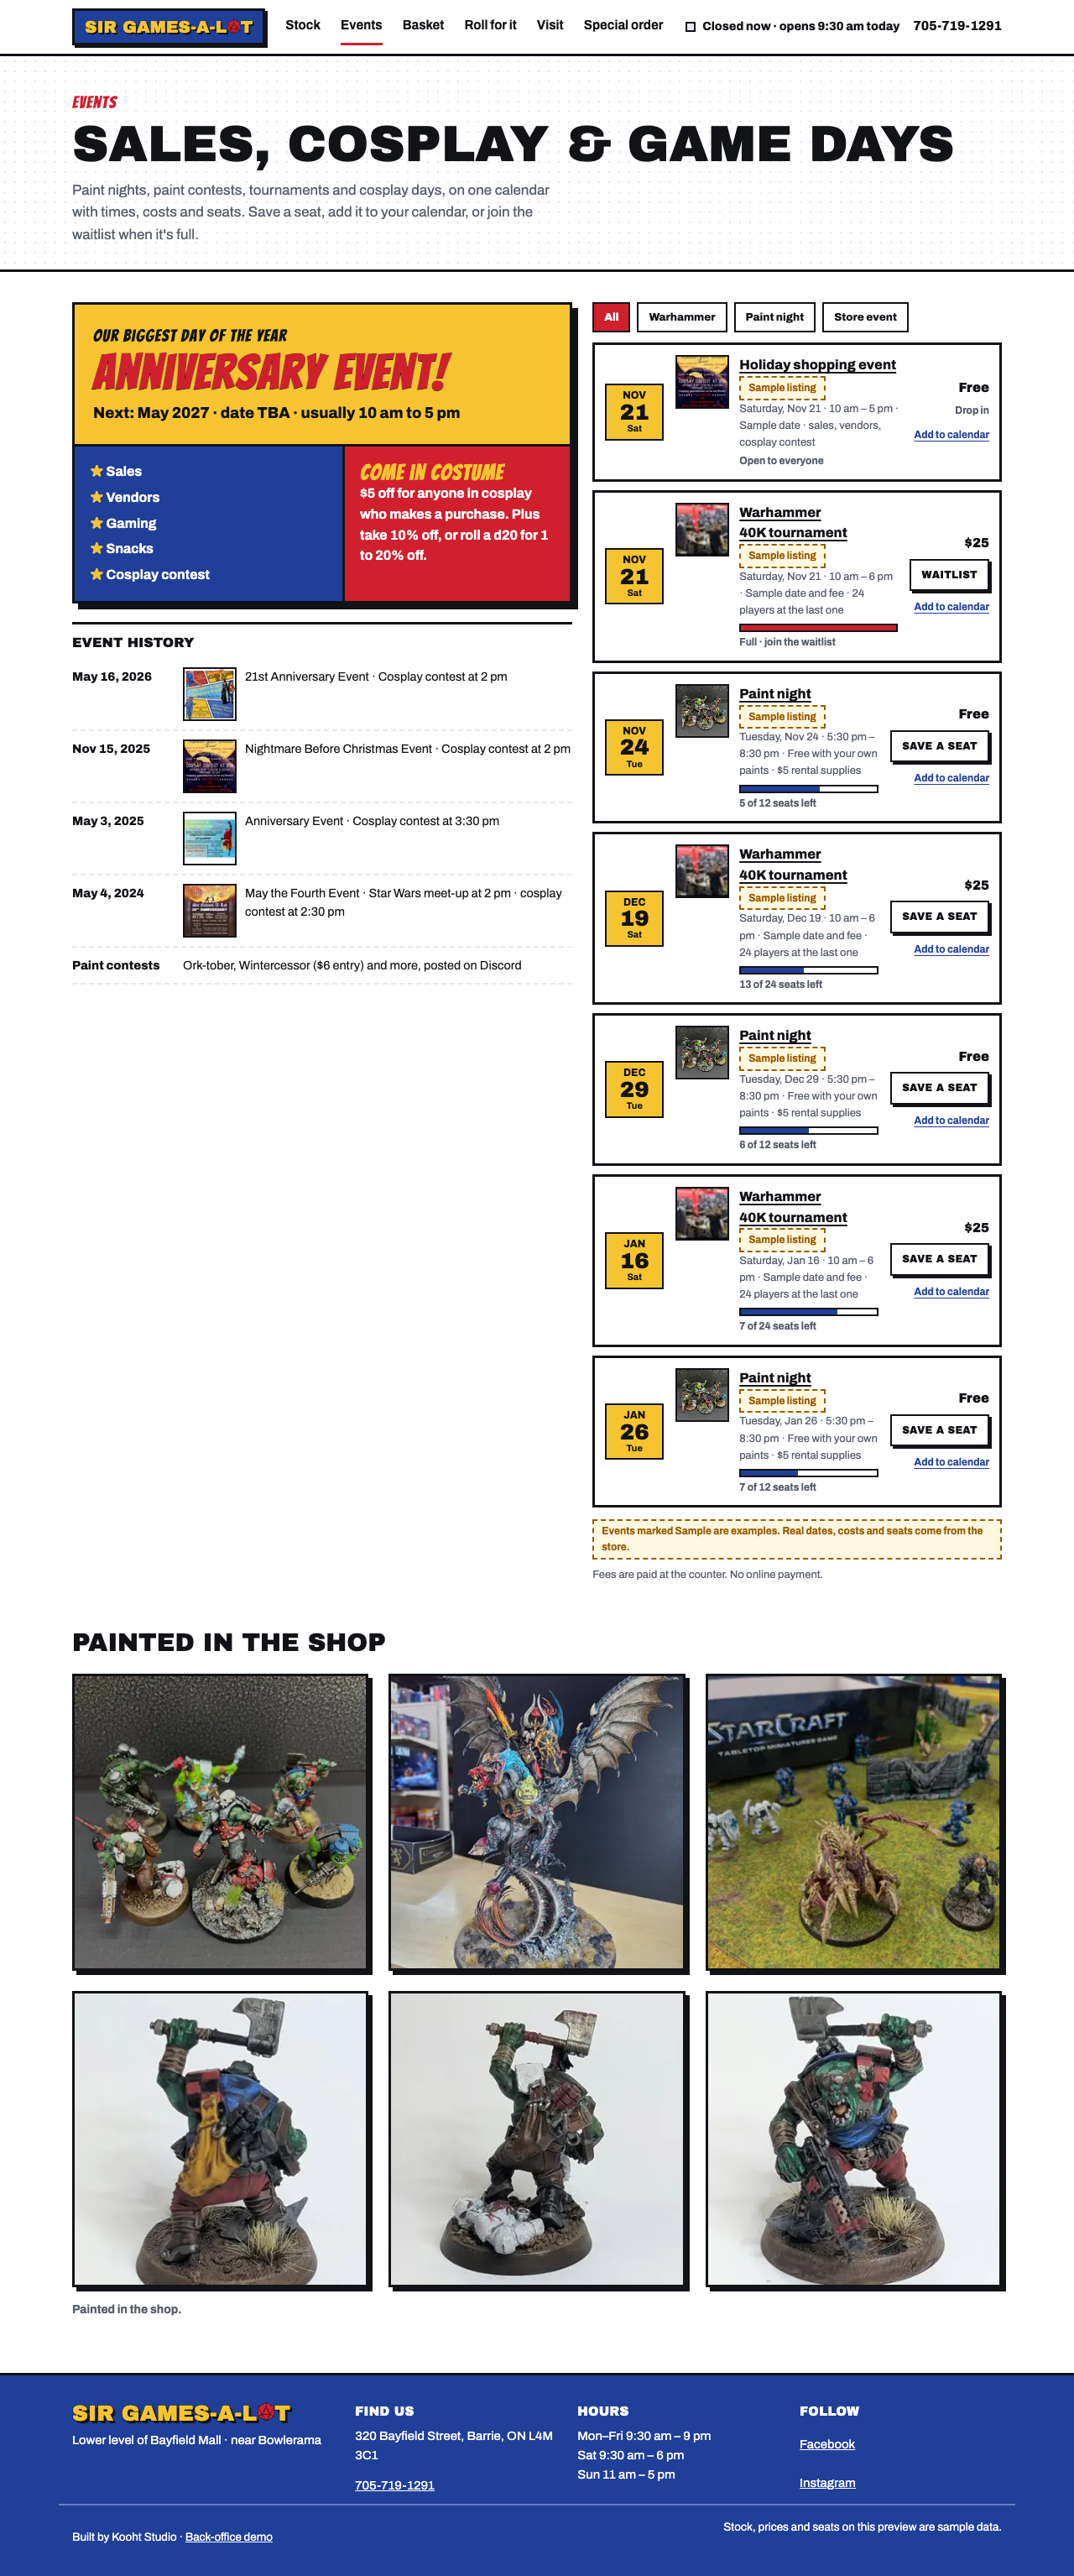 SIR GAMES-A-LOT
Stock
Events
Basket
Roll for it
Visit
Special order
Closed now · opens 9:30 am today
705-719-1291
EVENTS
SALES, COSPLAY & GAME DAYS
Paint nights, paint contests, tournaments and cosplay days, on one calendar
with times, costs and seats. Save a seat, add it to your calendar, or join the
waitlist when it's full.
OUR BIGGEST DAY OF THE YEAR
ANNIVERSARY EVENT!
Next: May 2027 · date TBA · usually 10 am to 5 pm
Sales
Vendors
Gaming
Snacks
Cosplay contest
COME IN COSTUME
$5 off for anyone in cosplay
who makes a purchase. Plus
take 10% off, or roll a d20 for 1
to 20% off.
EVENT HISTORY
May 16, 2026
21st Anniversary Event · Cosplay contest at 2 pm
Nov 15, 2025
Nightmare Before Christmas Event · Cosplay contest at 2 pm
May 3, 2025
Anniversary Event · Cosplay contest at 3:30 pm
May 4, 2024
May the Fourth Event · Star Wars meet-up at 2 pm · cosplay
contest at 2:30 pm
Paint contests
Ork-tober, Wintercessor ($6 entry) and more, posted on Discord
All
Warhammer
Paint night
Store event
NOV
21
Sat
Holiday shopping event
Sample listing
Saturday, Nov 21 · 10 am – 5 pm ·
Sample date · sales, vendors,
cosplay contest
Open to everyone
Free
Drop in
Add to calendar
NOV
21
Sat
Warhammer
40K tournament
Sample listing
Saturday, Nov 21 · 10 am – 6 pm
· Sample date and fee · 24
players at the last one
Full · join the waitlist
$25
WAITLIST
Add to calendar
NOV
24
Tue
Paint night
Sample listing
Tuesday, Nov 24 · 5:30 pm –
8:30 pm · Free with your own
paints · $5 rental supplies
5 of 12 seats left
Free
SAVE A SEAT
Add to calendar
DEC
19
Sat
Warhammer
40K tournament
Sample listing
Saturday, Dec 19 · 10 am – 6
pm · Sample date and fee ·
24 players at the last one
13 of 24 seats left
$25
SAVE A SEAT
Add to calendar
DEC
29
Tue
Paint night
Sample listing
Tuesday, Dec 29 · 5:30 pm –
8:30 pm · Free with your own
paints · $5 rental supplies
6 of 12 seats left
Free
SAVE A SEAT
Add to calendar
JAN
16
Sat
Warhammer
40K tournament
Sample listing
Saturday, Jan 16 · 10 am – 6
pm · Sample date and fee ·
24 players at the last one
7 of 24 seats left
$25
SAVE A SEAT
Add to calendar
JAN
26
Tue
Paint night
Sample listing
Tuesday, Jan 26 · 5:30 pm –
8:30 pm · Free with your own
paints · $5 rental supplies
7 of 12 seats left
Free
SAVE A SEAT
Add to calendar
Events marked Sample are examples. Real dates, costs and seats come from the
store.
Fees are paid at the counter. No online payment.
PAINTED IN THE SHOP
STARCRAFT
TABLETOP MINIATURES GAME
Painted in the shop.
SIR GAMES-A-LOT
Lower level of Bayfield Mall · near Bowlerama
FIND US
320 Bayfield Street, Barrie, ON L4M
3C1
705-719-1291
HOURS
Mon–Fri 9:30 am – 9 pm
Sat 9:30 am – 6 pm
Sun 11 am – 5 pm
FOLLOW
Facebook
Instagram
Built by Kooht Studio · Back-office demo
Stock, prices and seats on this preview are sample data.